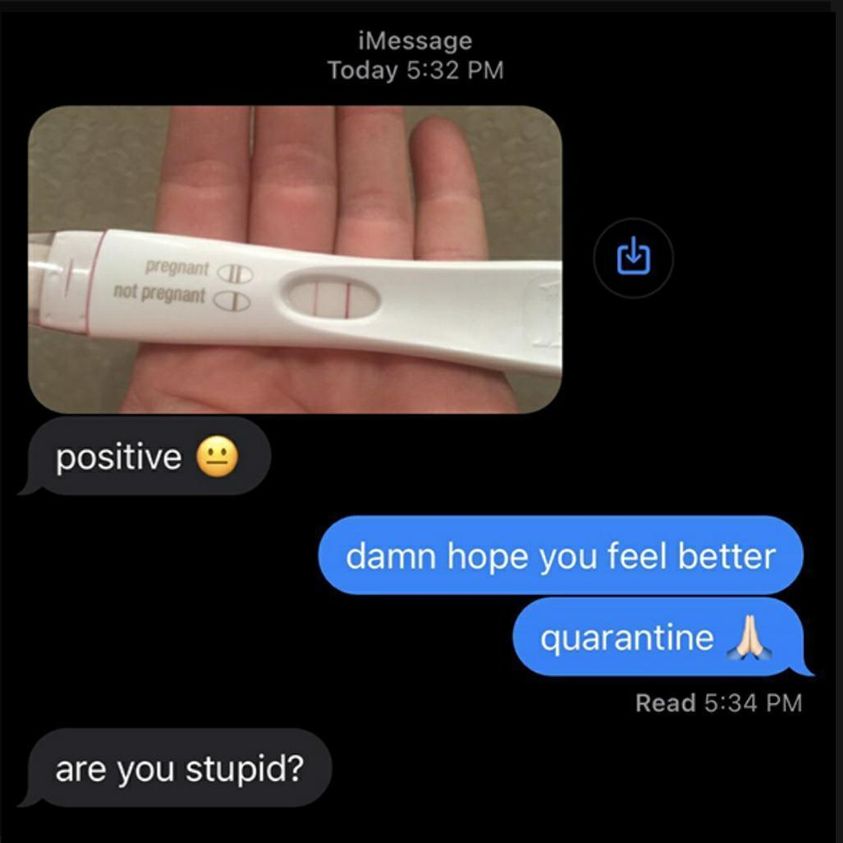 iMessage
Today 5:32 PM
pregnant
not pregnant
positive 😐
damn hope you feel better
quarantine 🙏🏻
Read 5:34 PM
are you stupid?